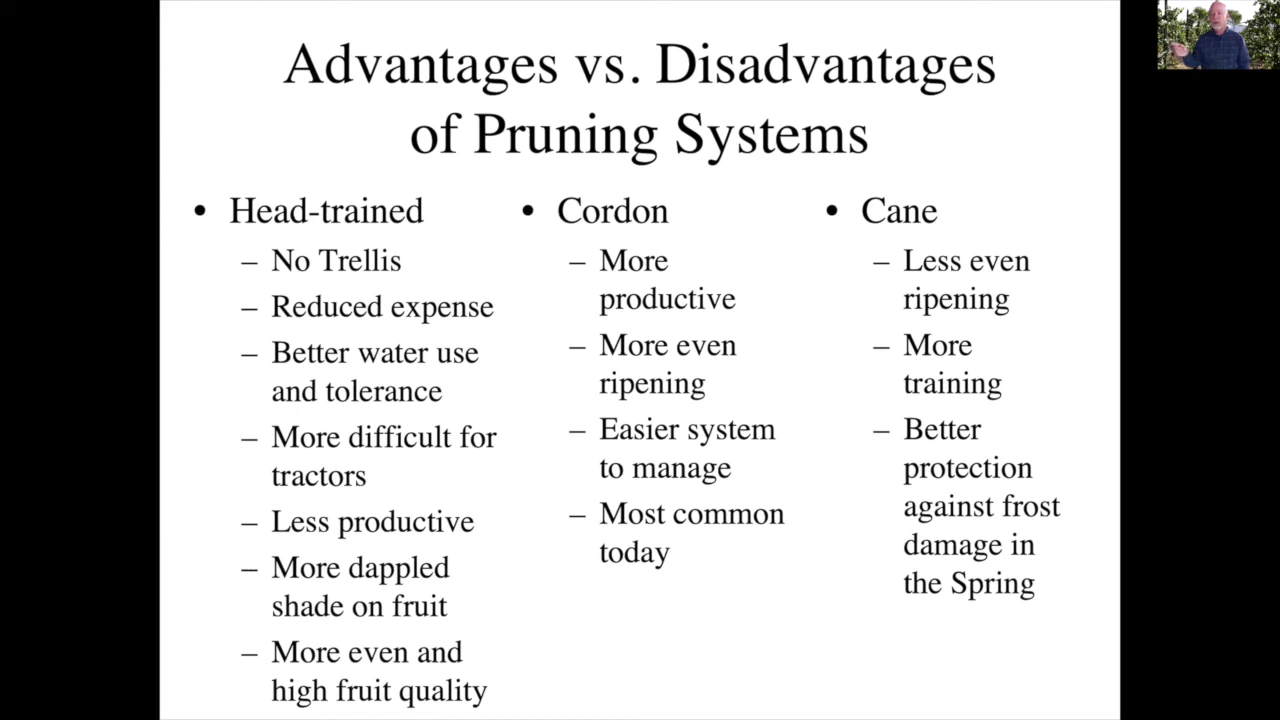 Advantages vs. Disadvantages
of Pruning Systems
• Head-trained
– No Trellis
– Reduced expense
– Better water use
and tolerance
– More difficult for
tractors
– Less productive
– More dappled
shade on fruit
– More even and
high fruit quality
• Cordon
– More
productive
– More even
ripening
– Easier system
to manage
– Most common
today
• Cane
– Less even
ripening
– More
training
– Better
protection
against frost
damage in
the Spring